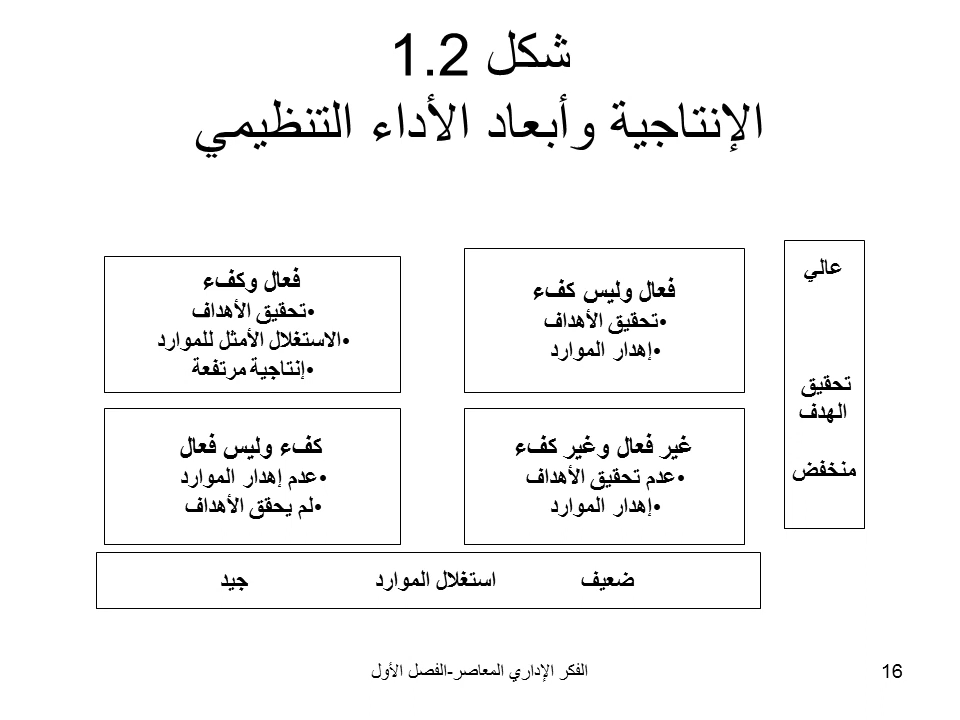 شكل 1.2
الإنتاجية وأبعاد الأداء التنظيمي
عالي
تحقيق
الهدف
منخفض
فعال وليس كفء
•تحقيق الأهداف
•إهدار الموارد
فعال وكفء
•تحقيق الأهداف
•الاستغلال الأمثل للموارد
•إنتاجية مرتفعة
غير فعال وغير كفء
•عدم تحقيق الأهداف
•إهدار الموارد
كفء وليس فعال
•عدم إهدار الموارد
•لم يحقق الأهداف
ضعيف استغلال الموارد جيد
16
الفكر الإداري المعاصر-الفصل الأول